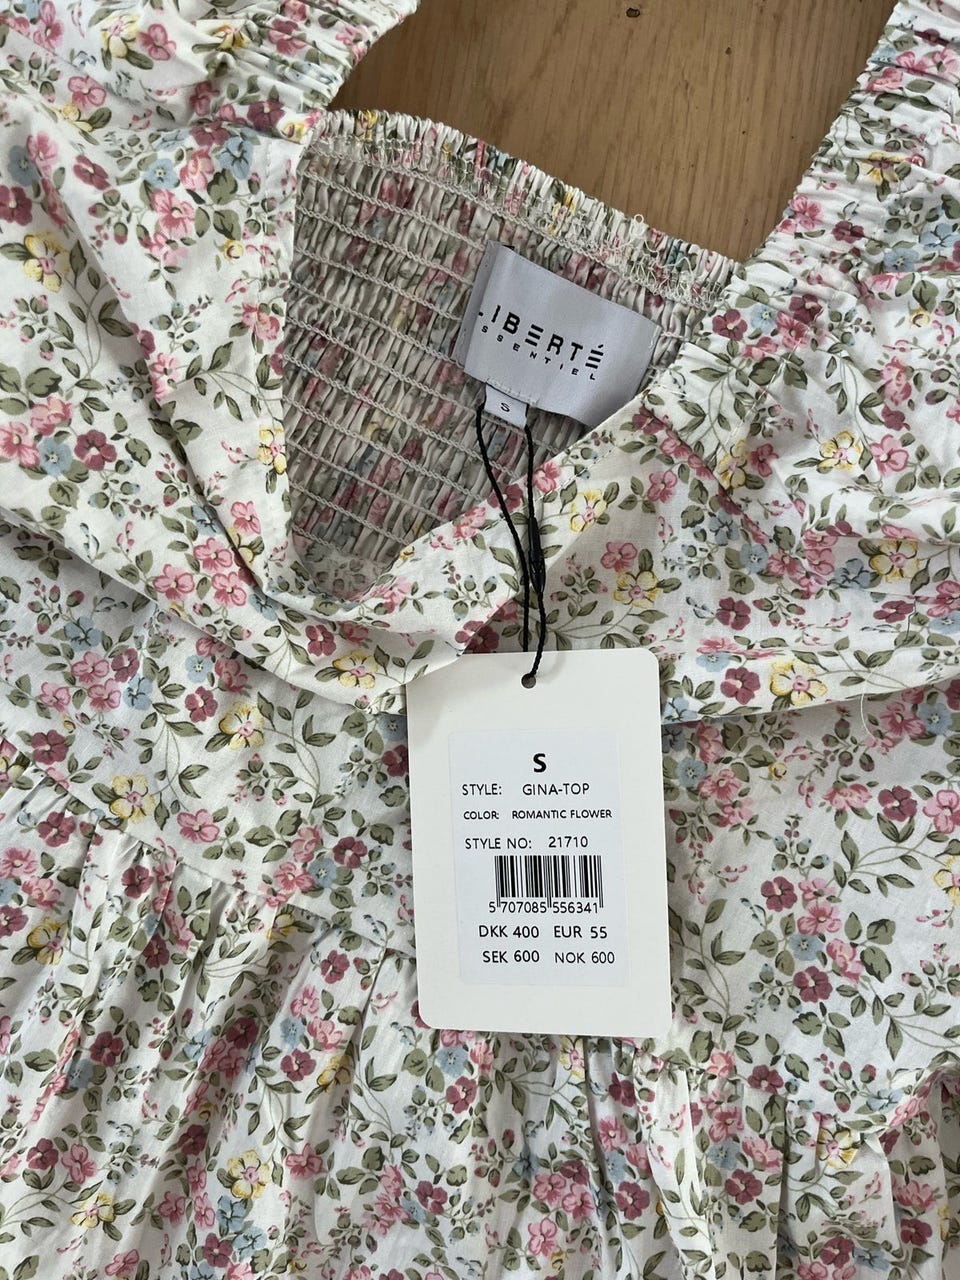 LIBERTÉ
ESSENTIEL
S
S
STYLE: GINA-TOP
COLOR: ROMANTIC FLOWER
STYLE NO: 21710
5 707085 556341
DKK 400 EUR 55
SEK 600 NOK 600